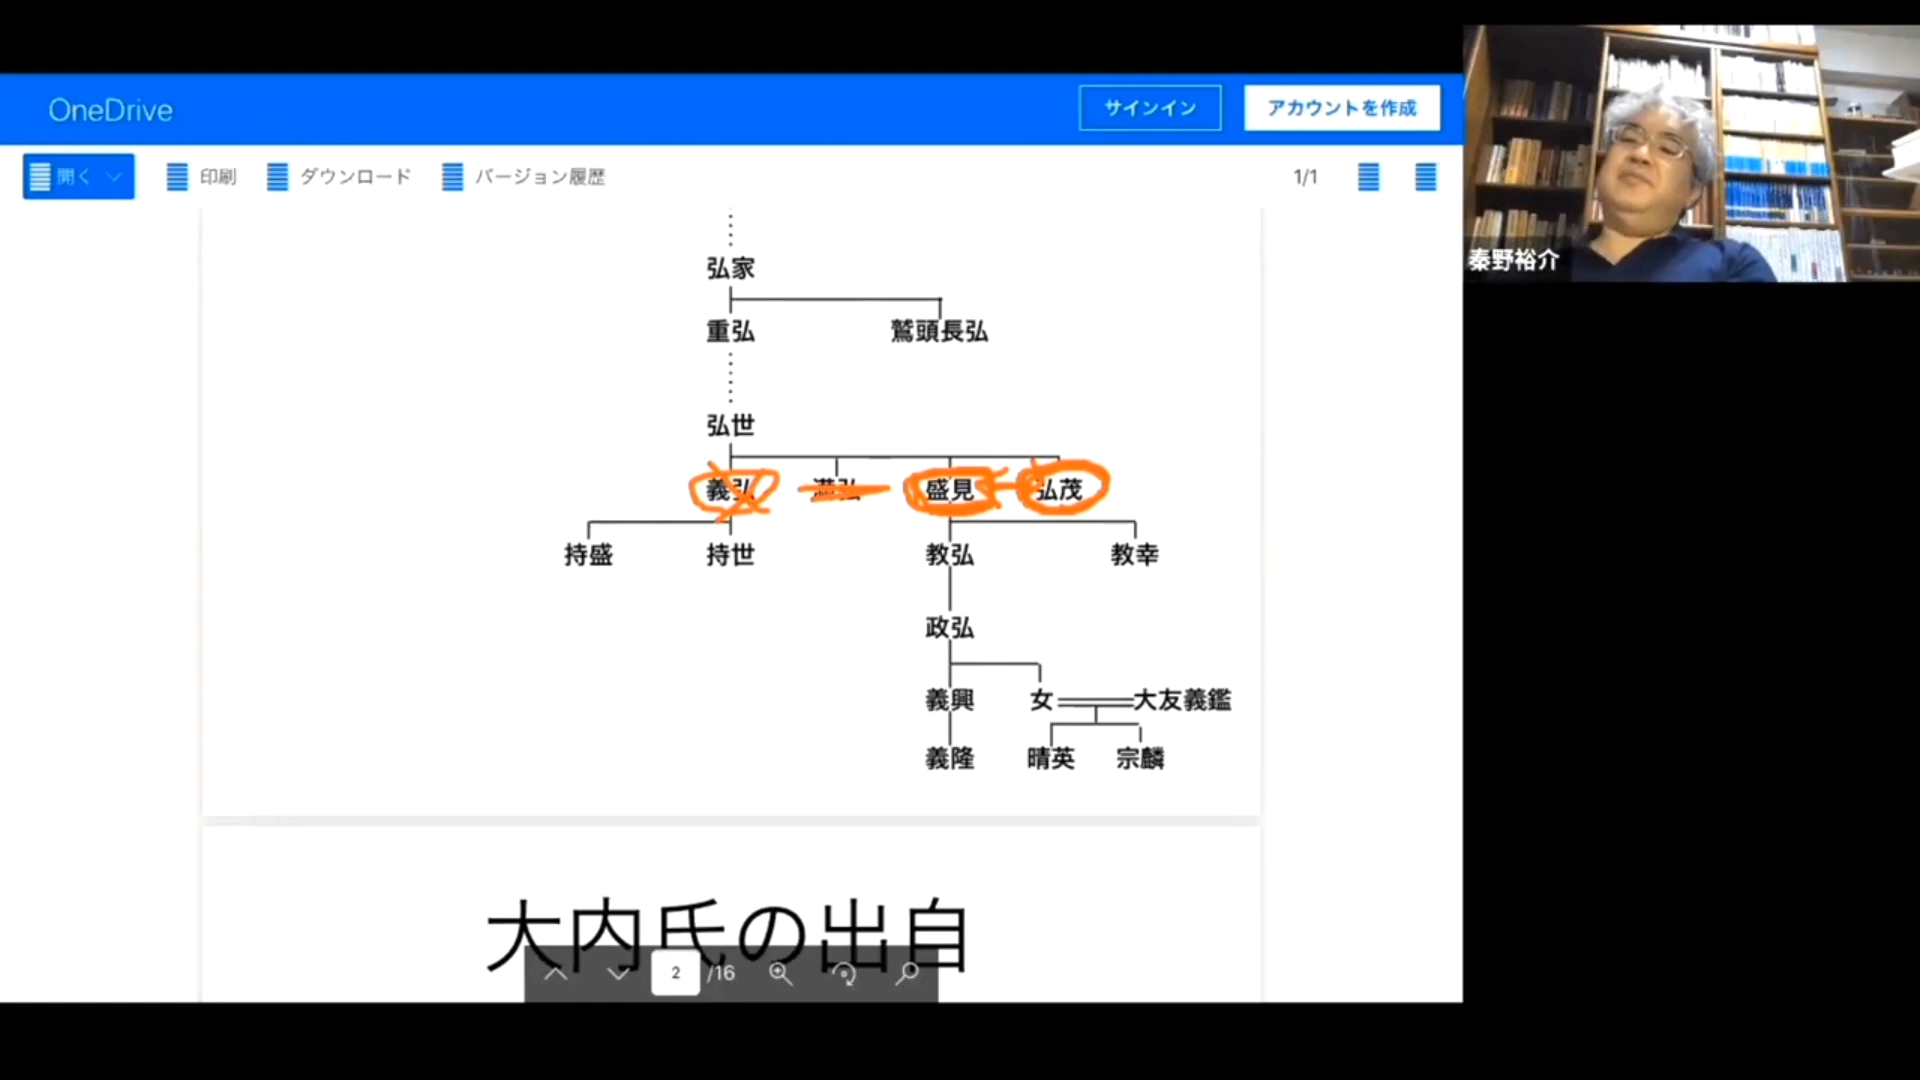 OneDrive
サインイン
アカウントを作成
開く
印刷
ダウンロード
バージョン履歴
1/1
秦野裕介
弘家
重弘
鷲頭長弘
弘世
義弘
満弘
盛見
弘茂
持盛
持世
教弘
教幸
政弘
義興
女
大友義鑑
義隆
晴英
宗麟
大内氏の出自
2 /16